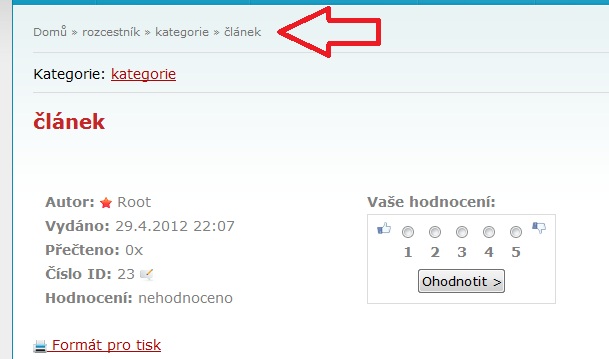 Domů » rozcestník » kategorie » článek
Kategorie: kategorie
článek
Autor: Root
Vydáno: 29.4.2012 22:07
Přečteno: 0x
Číslo ID: 23
Hodnocení: nehodnoceno
Vaše hodnocení:
1 2 3 4 5
Ohodnotit >
Formát pro tisk